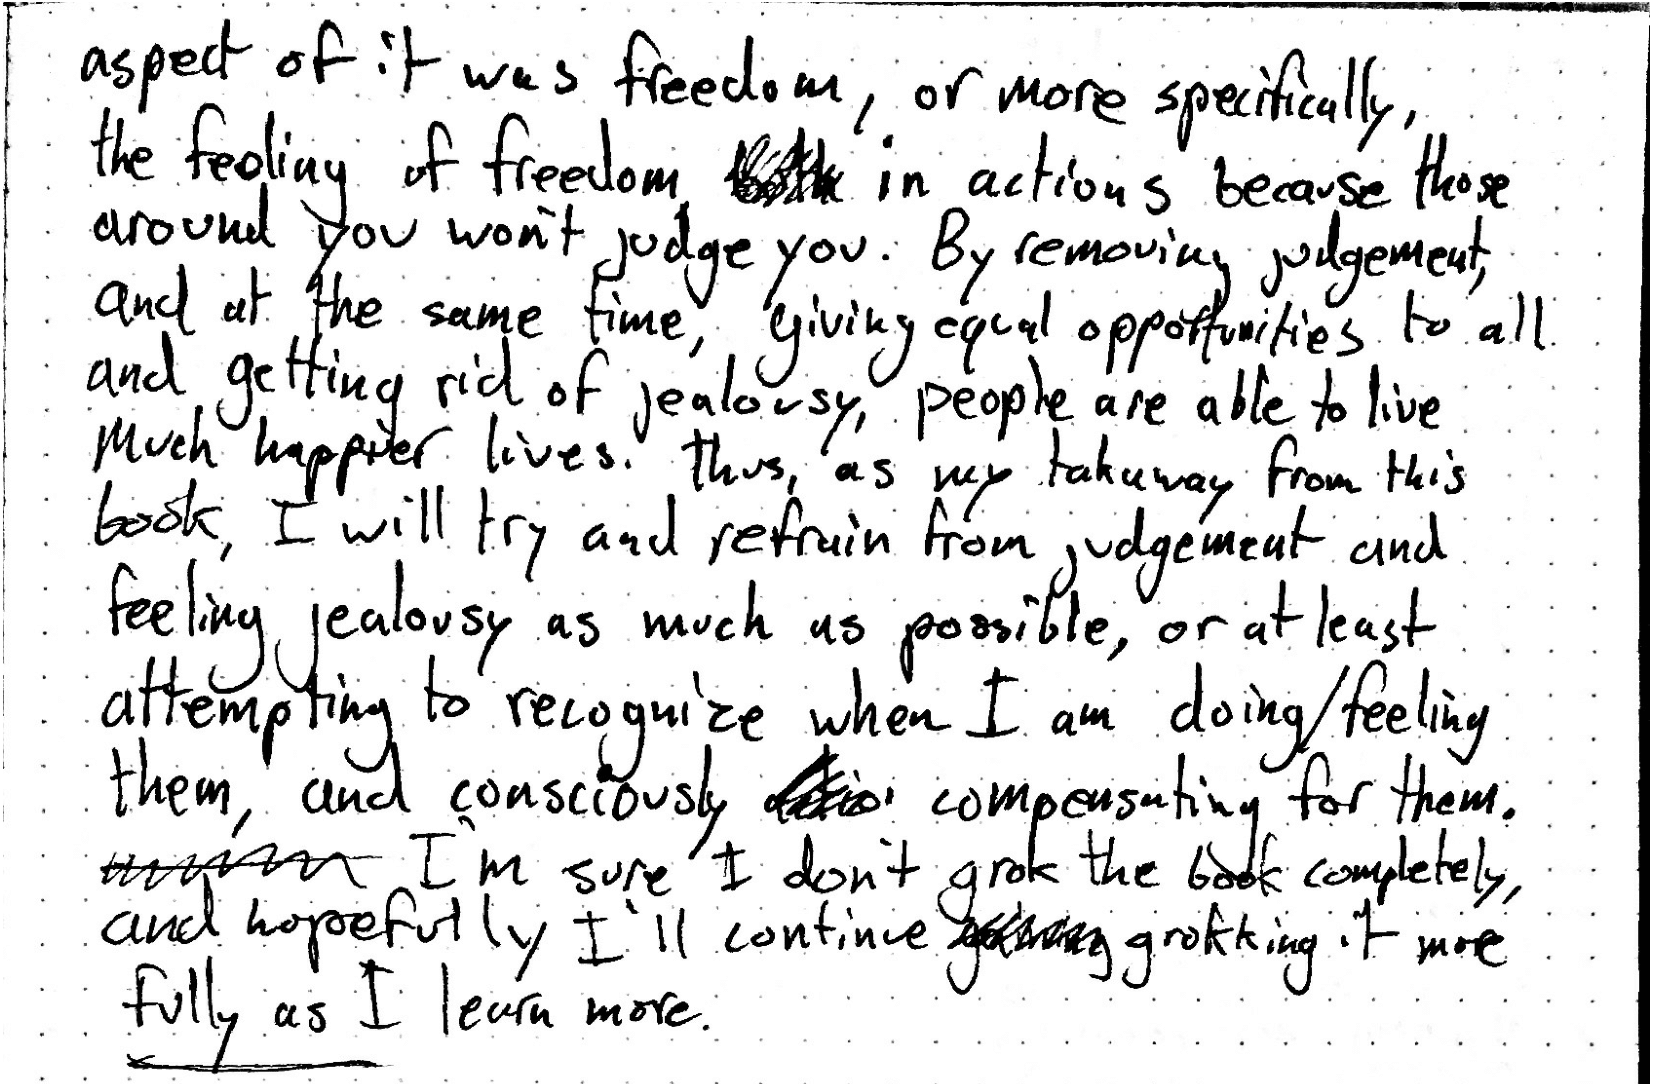 aspect of it was freedom, or more specifically,
the feeling of freedom in actions because those
around you won't judge you. By removing judgement,
and at the same time, giving equal opportunities to all
and getting rid of jealousy, people are able to live
much happier lives. Thus, as my takaway from this
book, I will try and refrain from judgement and
feeling jealousy as much as possible, or at least
attempting to recognize when I am doing/feeling
them, and consciously compensating for them.
I'm sure I don't grok the book completely,
and hopefully I'll continue grokking it more
fully as I learn more.